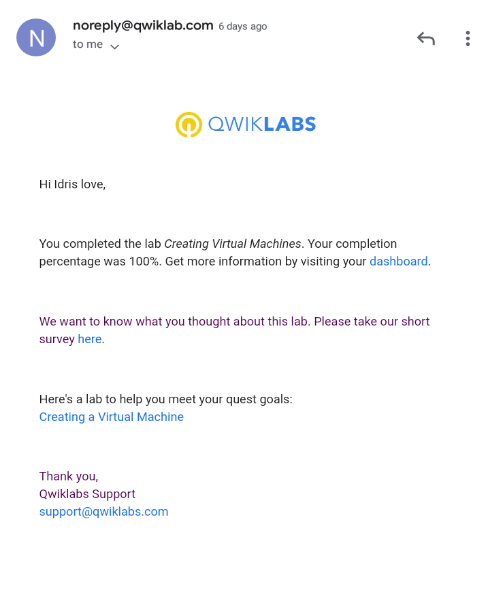 N
noreply@qwiklab.com 6 days ago
to me
QWIKLABS
Hi Idris love,
You completed the lab Creating Virtual Machines. Your completion
percentage was 100%. Get more information by visiting your dashboard.
We want to know what you thought about this lab. Please take our short
survey here.
Here's a lab to help you meet your quest goals:
Creating a Virtual Machine
Thank you,
Qwiklabs Support
support@qwiklabs.com